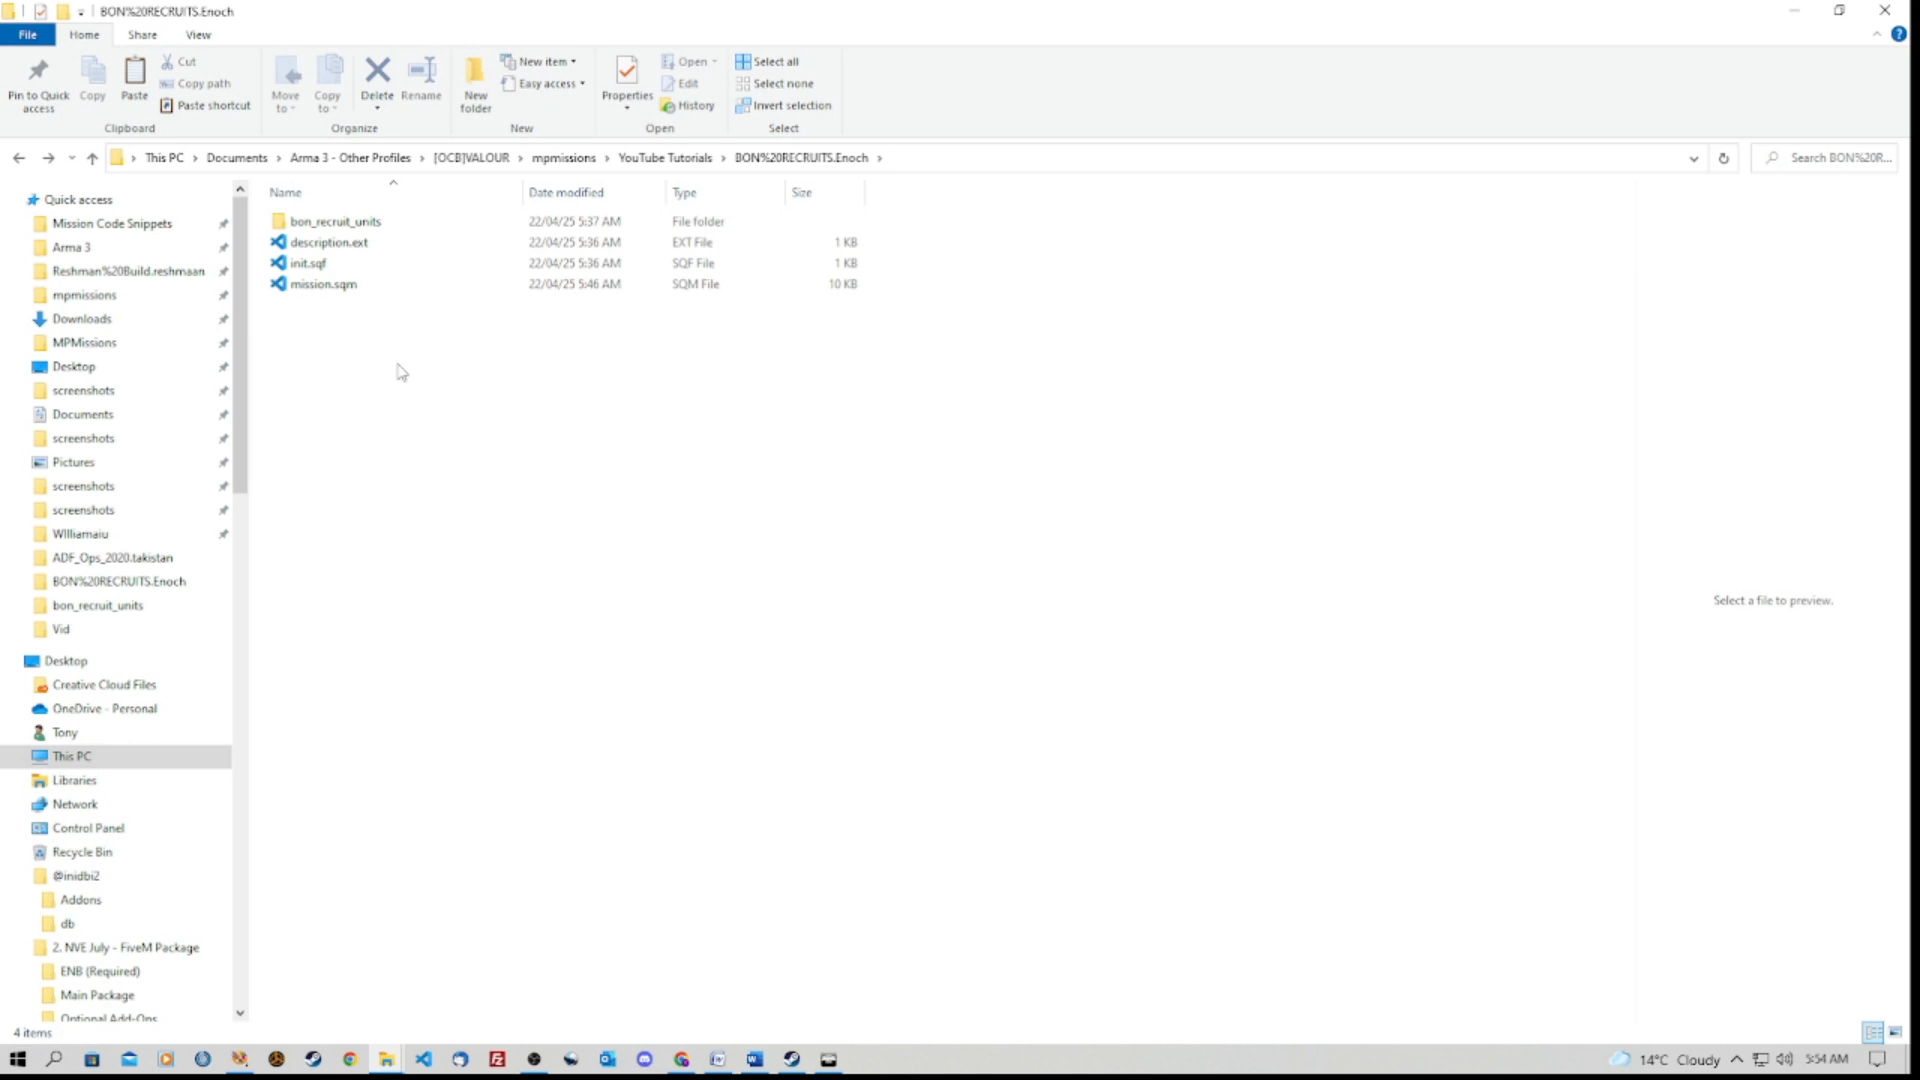 BON%20RECRUITS.Enoch
File Home Share View
Pin to Quick access
Copy
Paste
Cut
Copy path
Paste shortcut
Clipboard
Move to
Copy to
Delete
Rename
Organize
New folder
New item
Easy access
New
Properties
Open
Edit
History
Open
Select all
Select none
Invert selection
Select
This PC > Documents > Arma 3 - Other Profiles > [OCB]VALOUR > mpmissions > YouTube Tutorials > BON%20RECRUITS.Enoch >
Search BON%20R...
Name Date modified Type Size
bon_recruit_units 22/04/25 5:37 AM File folder
description.ext 22/04/25 5:36 AM EXT File 1 KB
init.sqf 22/04/25 5:36 AM SQF File 1 KB
mission.sqm 22/04/25 5:46 AM SQM File 10 KB
Quick access
Mission Code Snippets
Arma 3
Reshman%20Build.reshmaan
mpmissions
Downloads
MPMissions
Desktop
screenshots
Documents
screenshots
Pictures
screenshots
screenshots
WIlliamaiu
ADF_Ops_2020.takistan
BON%20RECRUITS.Enoch
bon_recruit_units
Vid
Desktop
Creative Cloud Files
OneDrive - Personal
Tony
This PC
Libraries
Network
Control Panel
Recycle Bin
@inidbi2
Addons
db
2. NVE July - FiveM Package
ENB (Required)
Main Package
Optional Add-Ons
Select a file to preview.
4 items
14°C Cloudy 5:54 AM